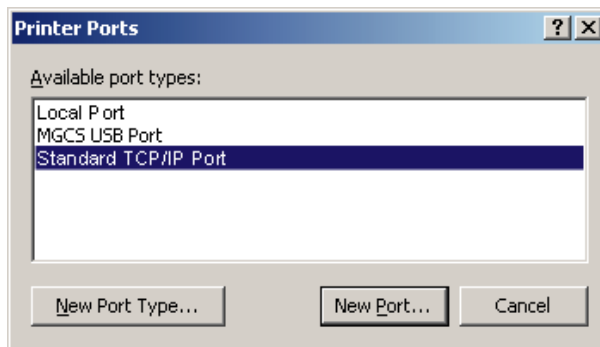 Printer Ports
Available port types:
Local Port
MGCS USB Port
Standard TCP/IP Port
New Port Type...
New Port...
Cancel